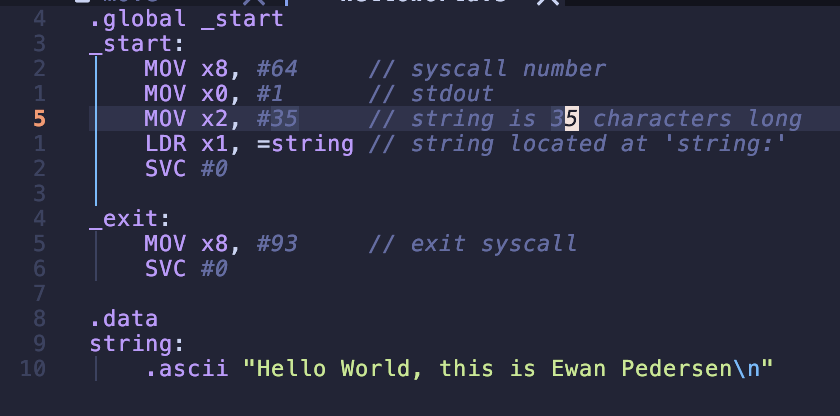 4 .global _start
3 _start:
2 MOV x8, #64 // syscall number
1 MOV x0, #1 // stdout
5 MOV x2, #35 // string is 35 characters long
1 LDR x1, =string // string located at 'string:'
2 SVC #0
3
4 _exit:
5 MOV x8, #93 // exit syscall
6 SVC #0
7
8 .data
9 string:
10 .ascii "Hello World, this is Ewan Pedersen\n"